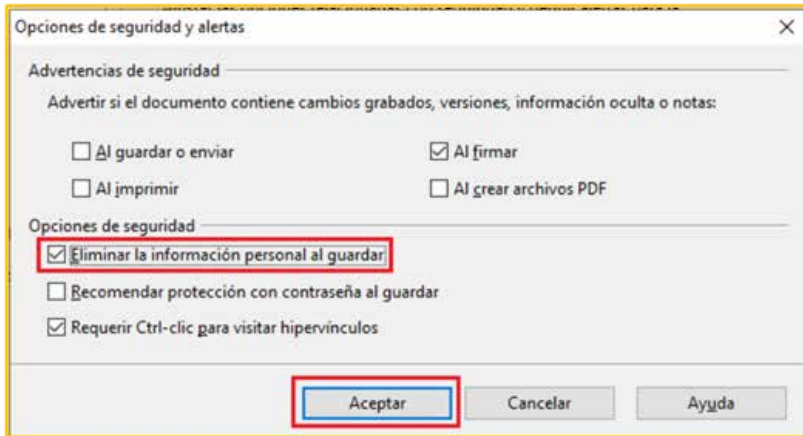 Opciones de seguridad y alertas
Advertencias de seguridad
Advertir si el documento contiene cambios grabados, versiones, información oculta o notas:
Al guardar o enviar
Al firmar
Al imprimir
Al crear archivos PDF
Opciones de seguridad
Eliminar la información personal al guardar
Recomendar protección con contraseña al guardar
Requerir Ctrl-clic para visitar hipervínculos
Aceptar
Cancelar
Ayuda